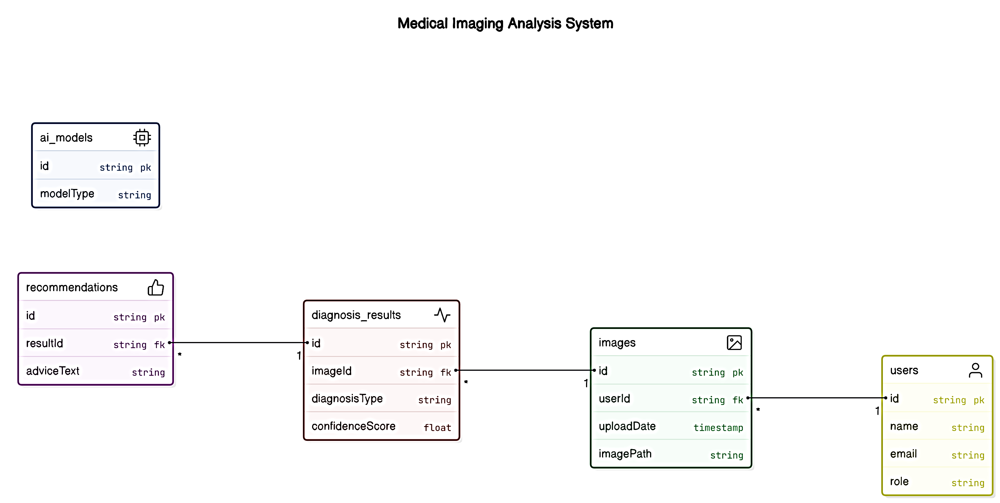 Medical Imaging Analysis System
ai_models
id string pk
modelType string
recommendations
id string pk
resultId string fk
adviceText string
* 1
diagnosis_results
id string pk
imageId string fk
diagnosisType string
confidenceScore float
* 1
images
id string pk
userId string fk
uploadDate timestamp
imagePath string
* 1
users
id string pk
name string
email string
role string